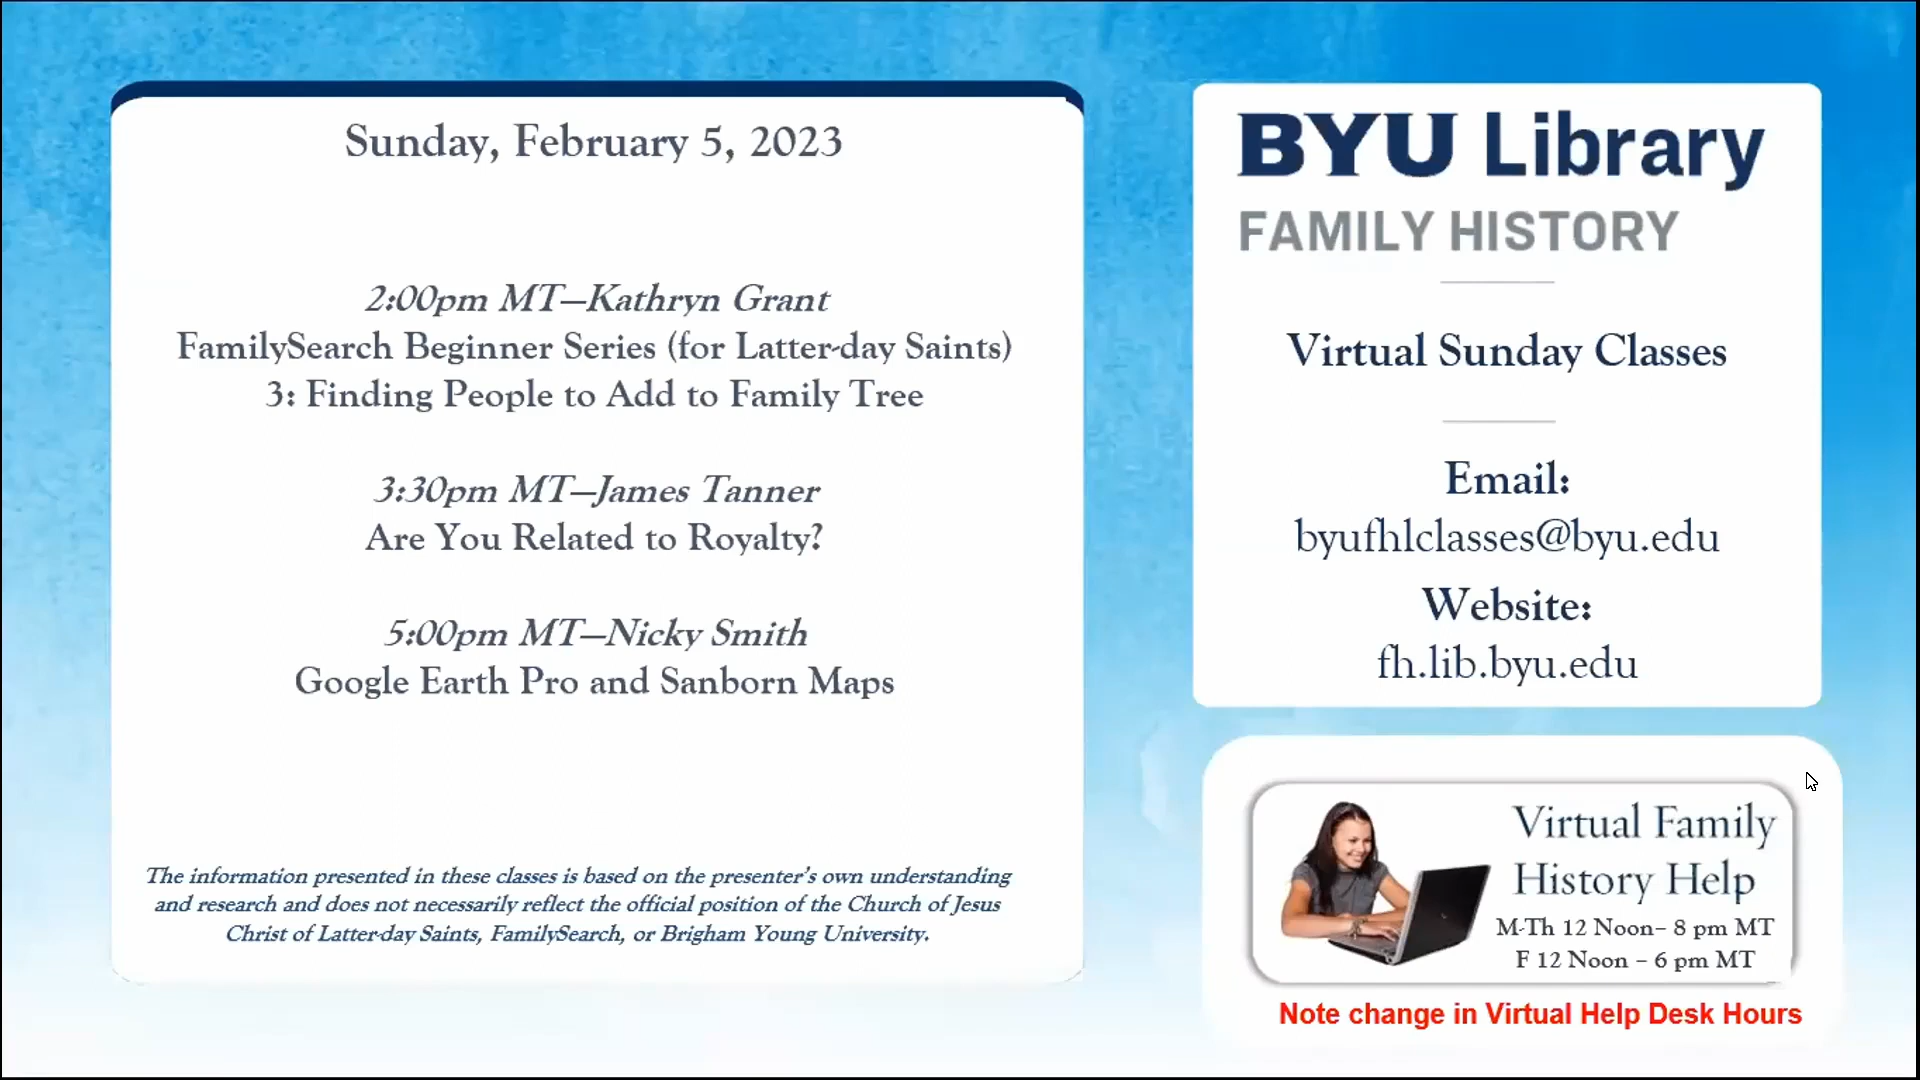 Sunday, February 5, 2023
2:00pm MT—Kathryn Grant
FamilySearch Beginner Series (for Latter-day Saints)
3: Finding People to Add to Family Tree
3:30pm MT—James Tanner
Are You Related to Royalty?
5:00pm MT—Nicky Smith
Google Earth Pro and Sanborn Maps
The information presented in these classes is based on the presenter's own understanding
and research and does not necessarily reflect the official position of the Church of Jesus
Christ of Latter-day Saints, FamilySearch, or Brigham Young University.
BYU Library
FAMILY HISTORY
Virtual Sunday Classes
Email:
byufhlclasses@byu.edu
Website:
fh.lib.byu.edu
Virtual Family
History Help
M-Th 12 Noon– 8 pm MT
F 12 Noon – 6 pm MT
Note change in Virtual Help Desk Hours